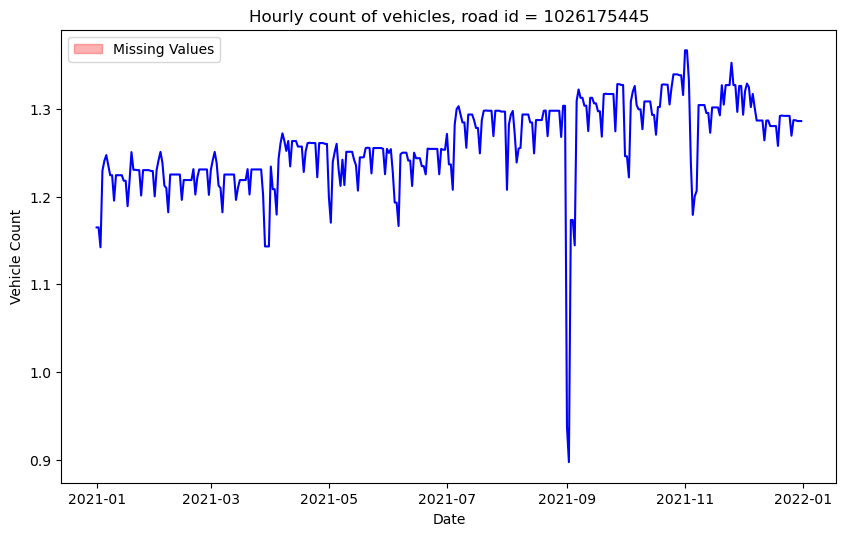 Hourly count of vehicles, road id = 1026175445
Missing Values
Vehicle Count
1.3
1.2
1.1
1.0
0.9
2021-01 2021-03 2021-05 2021-07 2021-09 2021-11 2022-01
Date